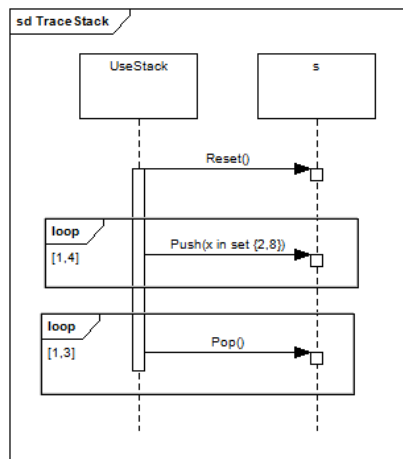 sd TraceStack
UseStack
s
Reset()
loop
[1,4]
Push(x in set {2,8})
loop
[1,3]
Pop()